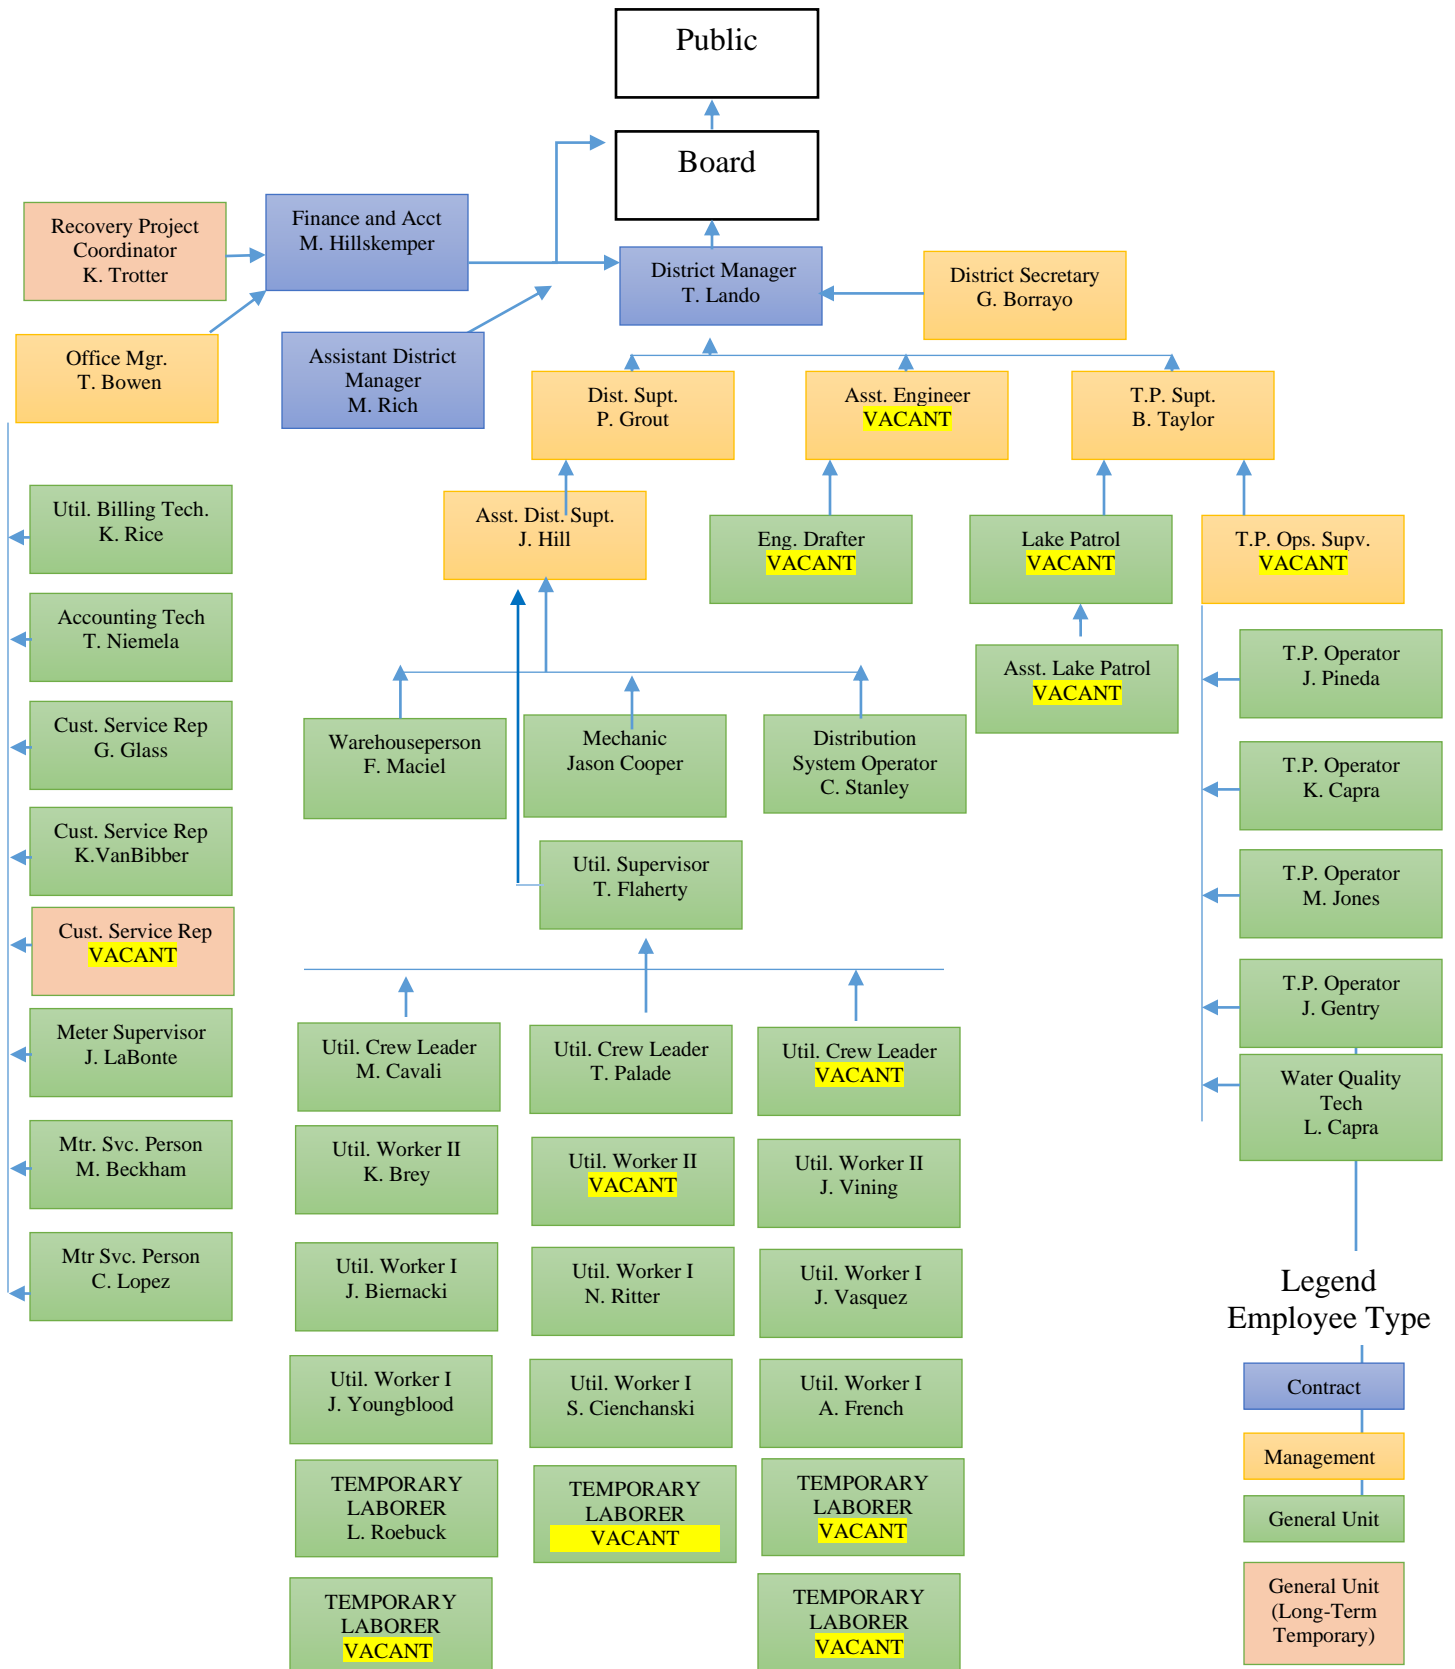 Public
Board
Recovery Project
Coordinator
K. Trotter
Finance and Acct
M. Hillskemper
District Manager
T. Lando
District Secretary
G. Borrayo
Office Mgr.
T. Bowen
Assistant District
Manager
M. Rich
Dist. Supt.
P. Grout
Asst. Engineer
VACANT
T.P. Supt.
B. Taylor
Util. Billing Tech.
K. Rice
Accounting Tech
T. Niemela
Cust. Service Rep
G. Glass
Cust. Service Rep
K.VanBibber
Cust. Service Rep
VACANT
Meter Supervisor
J. LaBonte
Mtr. Svc. Person
M. Beckham
Mtr Svc. Person
C. Lopez
Asst. Dist. Supt.
J. Hill
Eng. Drafter
VACANT
Lake Patrol
VACANT
T.P. Ops. Supv.
VACANT
Asst. Lake Patrol
VACANT
Warehouseperson
F. Maciel
Mechanic
Jason Cooper
Distribution
System Operator
C. Stanley
Util. Supervisor
T. Flaherty
Util. Crew Leader
M. Cavali
Util. Worker II
K. Brey
Util. Worker I
J. Biernacki
Util. Worker I
J. Youngblood
TEMPORARY
LABORER
L. Roebuck
TEMPORARY
LABORER
VACANT
Util. Crew Leader
T. Palade
Util. Worker II
VACANT
Util. Worker I
N. Ritter
Util. Worker I
S. Cienchanski
TEMPORARY
LABORER
VACANT
Util. Crew Leader
VACANT
Util. Worker II
J. Vining
Util. Worker I
J. Vasquez
Util. Worker I
A. French
TEMPORARY
LABORER
VACANT
TEMPORARY
LABORER
VACANT
T.P. Operator
J. Pineda
T.P. Operator
K. Capra
T.P. Operator
M. Jones
T.P. Operator
J. Gentry
Water Quality
Tech
L. Capra
Legend
Employee Type
Contract
Management
General Unit
General Unit
(Long-Term
Temporary)